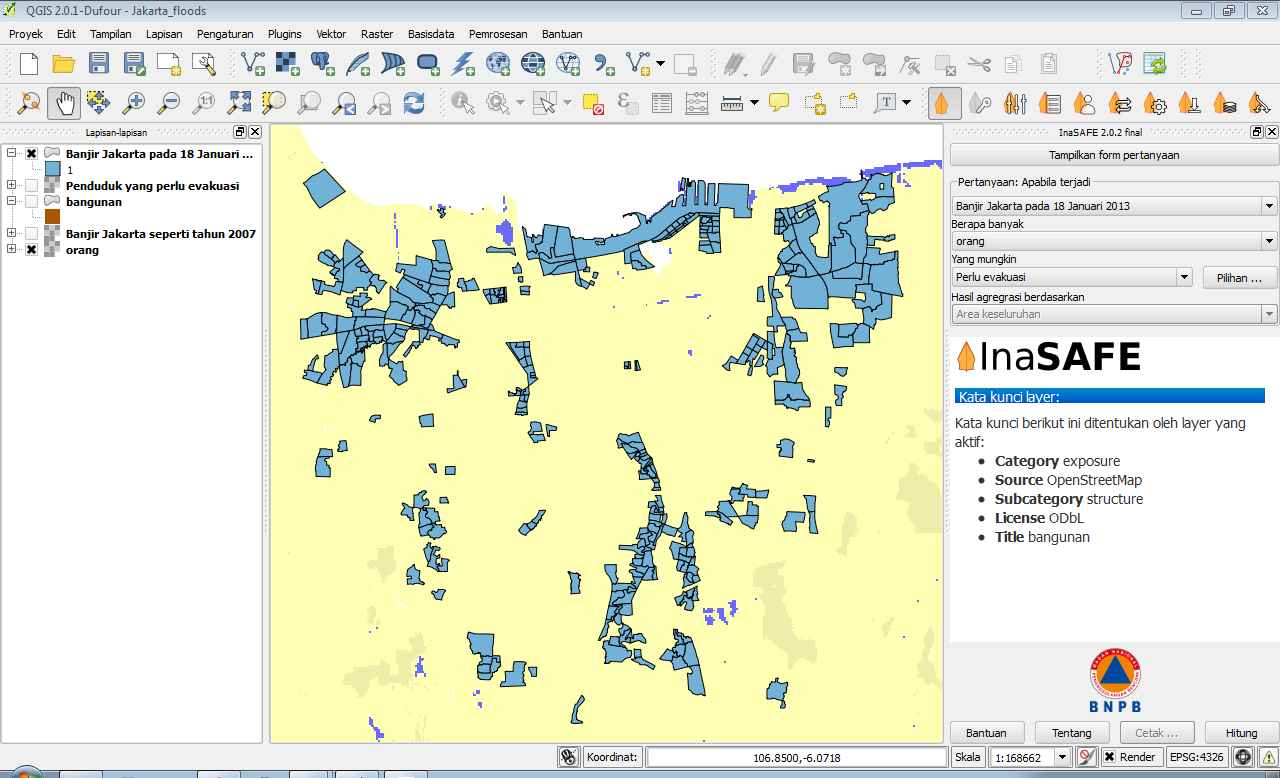 QGIS 2.0.1-Dufour - Jakarta_floods
Proyek Edit Tampilan Lapisan Pengaturan Plugins Vektor Raster Basisdata Pemrosesan Bantuan
Lapisan-lapisan
Banjir Jakarta pada 18 Januari ...
1
Penduduk yang perlu evakuasi
bangunan
Banjir Jakarta seperti tahun 2007
orang
InaSAFE 2.0.2 final
Tampilkan form pertanyaan
Pertanyaan: Apabila terjadi
Banjir Jakarta pada 18 Januari 2013
Berapa banyak
orang
Yang mungkin
Perlu evakuasi
Pilihan ...
Hasil agregrasi berdasarkan
Area keseluruhan
InaSAFE
Kata kunci layer:
Kata kunci berikut ini ditentukan oleh layer yang
aktif:
• Category exposure
• Source OpenStreetMap
• Subcategory structure
• License ODbL
• Title bangunan
BNPB
Bantuan Tentang Cetak ... Hitung
Koordinat: 106.8500,-6.0718 Skala 1:168662 Render EPSG:4326